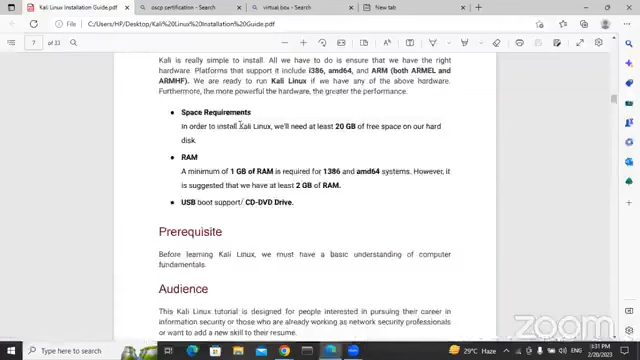 Kali Linux Installation Guide.pdf
oscp certification - Search
virtual box - Search
New tab
File
C:/Users/HP/Desktop/Kali%20Linux%20Installation%20Guide.pdf
7 of 33
Kali is really simple to install. All we have to do is ensure that we have the right
hardware. Platforms that support it include i386, amd64, and ARM (both ARMEL and
ARMHF). We are ready to run Kali Linux if we have any of the above hardware.
Furthermore, the more powerful the hardware, the greater the performance.
• Space Requirements
In order to install Kali Linux, we'll need at least 20 GB of free space on our hard
disk.
• RAM
A minimum of 1 GB of RAM is required for 1386 and amd64 systems. However, it
is suggested that we have at least 2 GB of RAM.
• USB boot support/ CD-DVD Drive.
Prerequisite
Before learning Kali Linux, we must have a basic understanding of computer
fundamentals.
Audience
This Kali Linux tutorial is designed for people interested in pursuing their career in
information security or those who are already working as network security professionals
or want to add a new skill to their resume.
zoom
Type here to search
29°C Haze
ENG
3:31 PM
2/20/2023